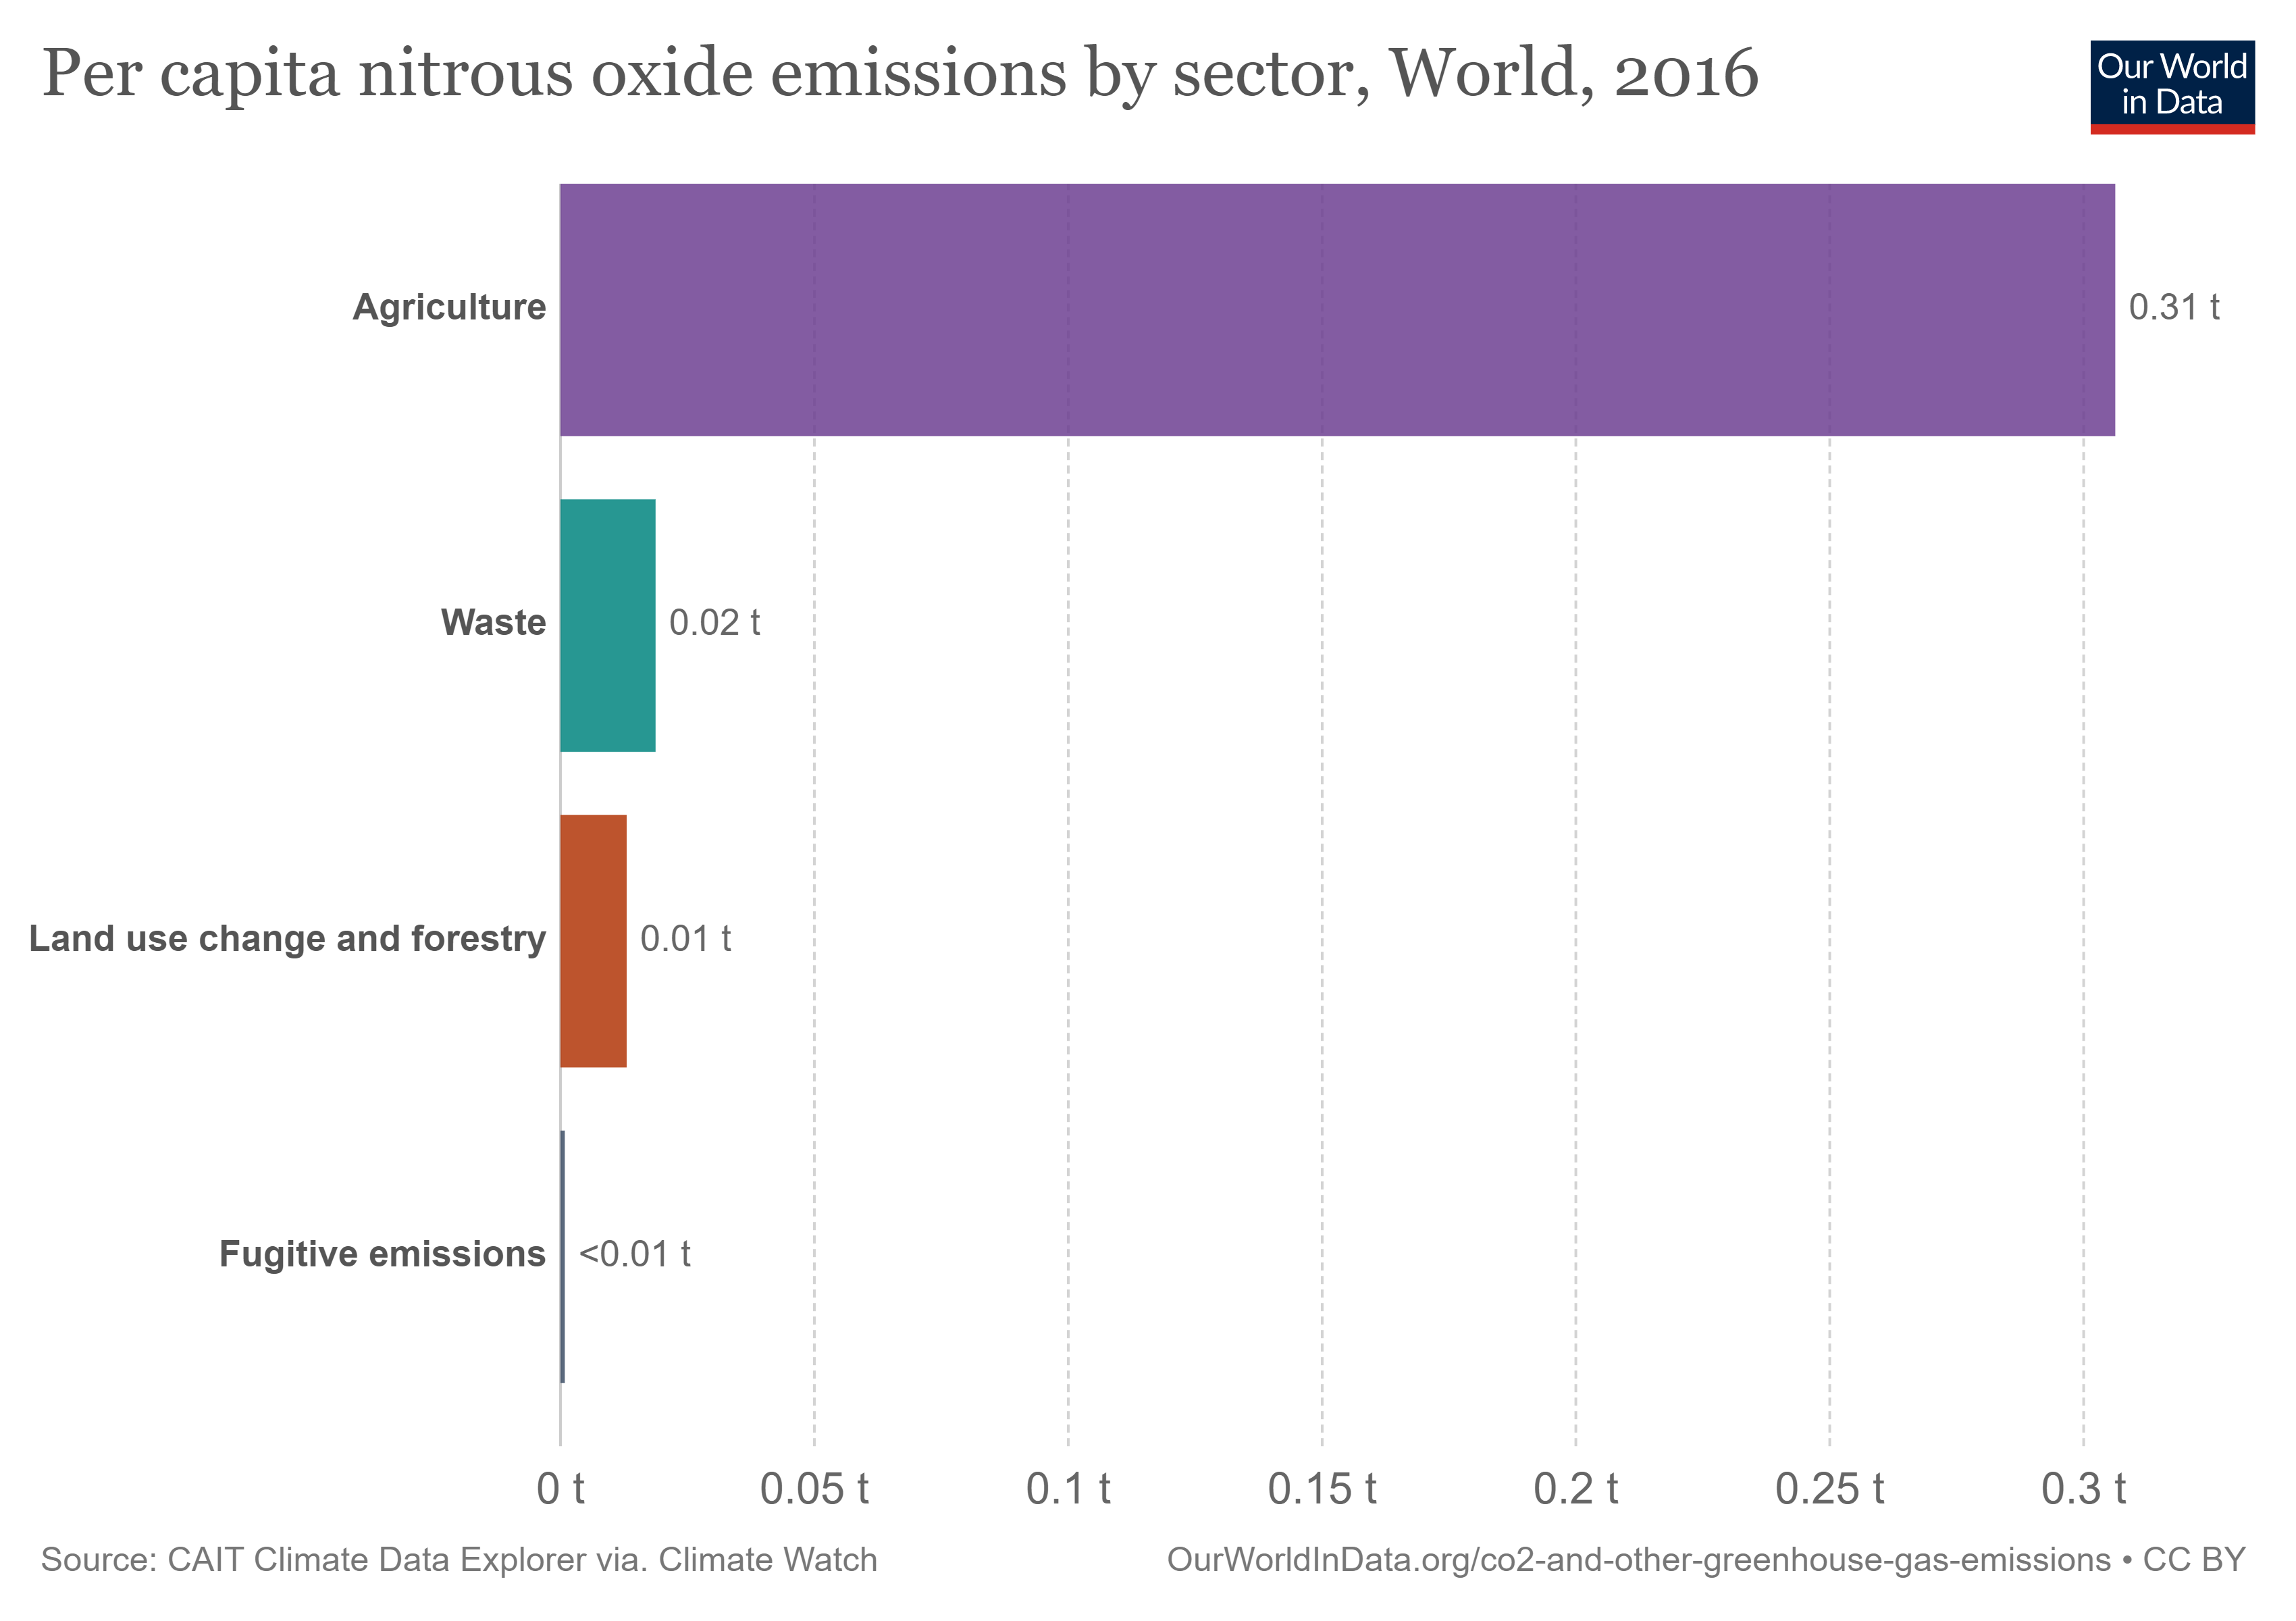 Per capita nitrous oxide emissions by sector, World, 2016
Our World
in Data
Agriculture
0.31 t
Waste
0.02 t
Land use change and forestry
0.01 t
Fugitive emissions
<0.01 t
0 t
0.05 t
0.1 t
0.15 t
0.2 t
0.25 t
0.3 t
Source: CAIT Climate Data Explorer via. Climate Watch
OurWorldInData.org/co2-and-other-greenhouse-gas-emissions • CC BY